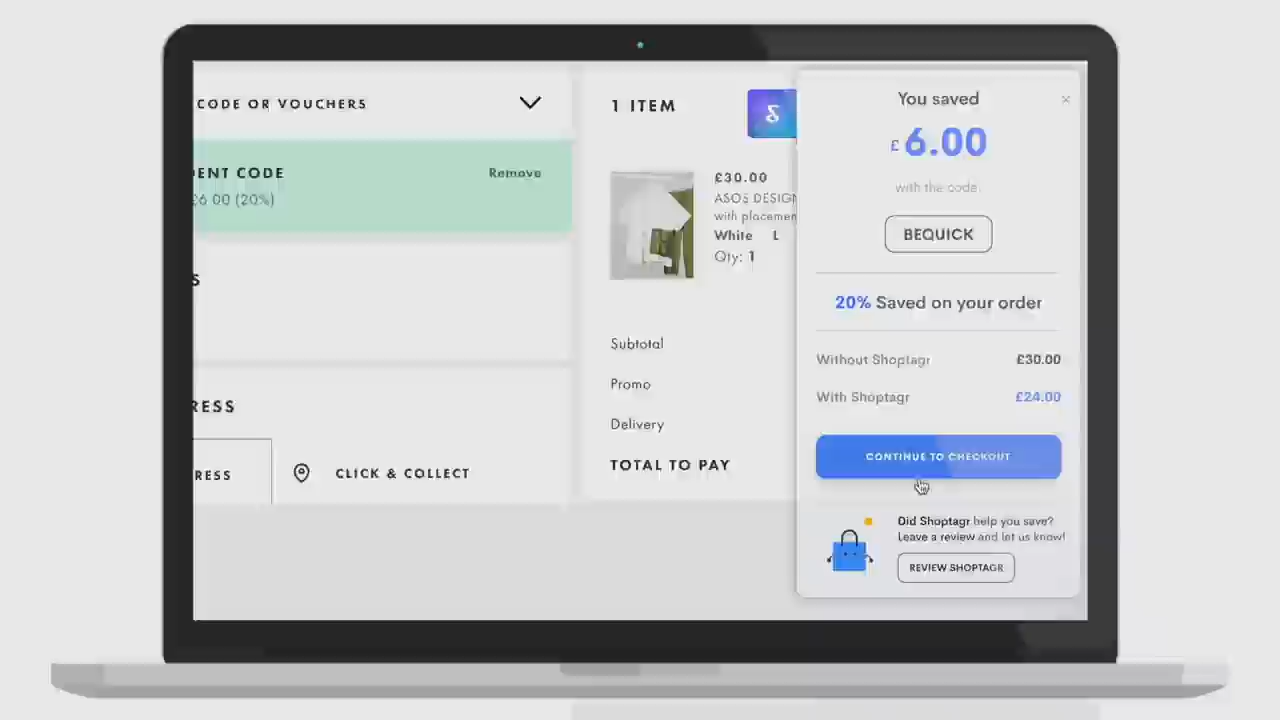 CODE OR VOUCHERS
ENT CODE
Remove
£6 00 (20%)
S
RESS
RESS
CLICK & COLLECT
1 ITEM
£30.00
ASOS DESIGN
with placemen
White L
Qty: 1
Subtotal
Promo
Delivery
TOTAL TO PAY
You saved
£ 6.00
with the code
BEQUICK
20% Saved on your order
Without Shoptagr £30.00
With Shoptagr £24.00
CONTINUE TO CHECKOUT
Did Shoptagr help you save?
Leave a review and let us know!
REVIEW SHOPTAGR